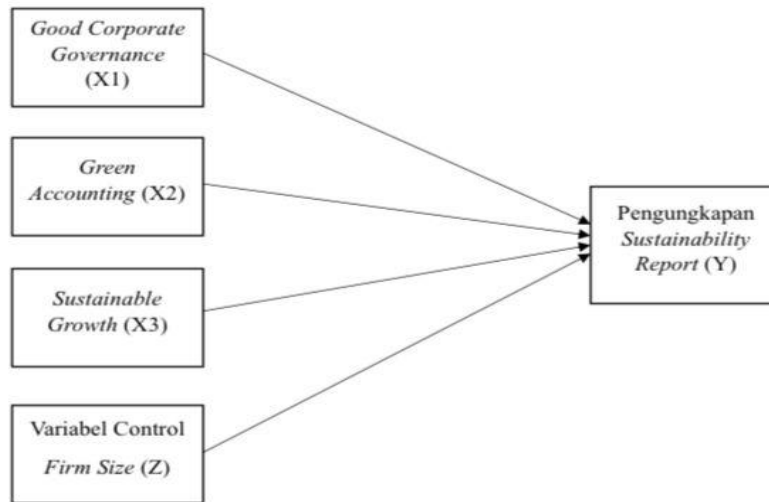 Good Corporate
Governance
(X1)
Green
Accounting (X2)
Sustainable
Growth (X3)
Variabel Control
Firm Size (Z)
Pengungkapan
Sustainability
Report (Y)